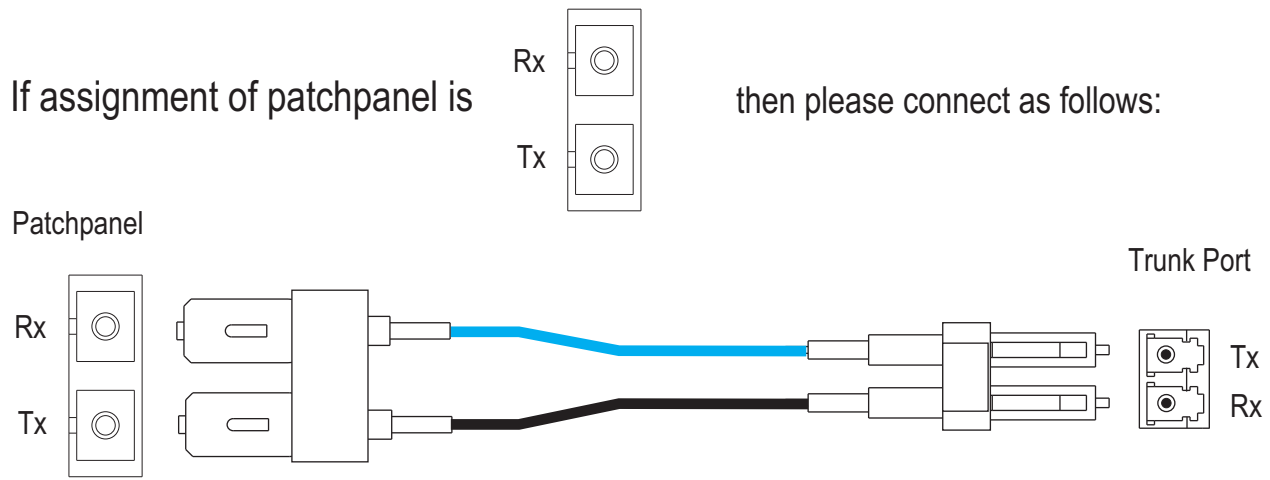 Rx
If assignment of patchpanel is then please connect as follows:
Tx
Patchpanel
Trunk Port
Rx
Tx
Tx
Rx